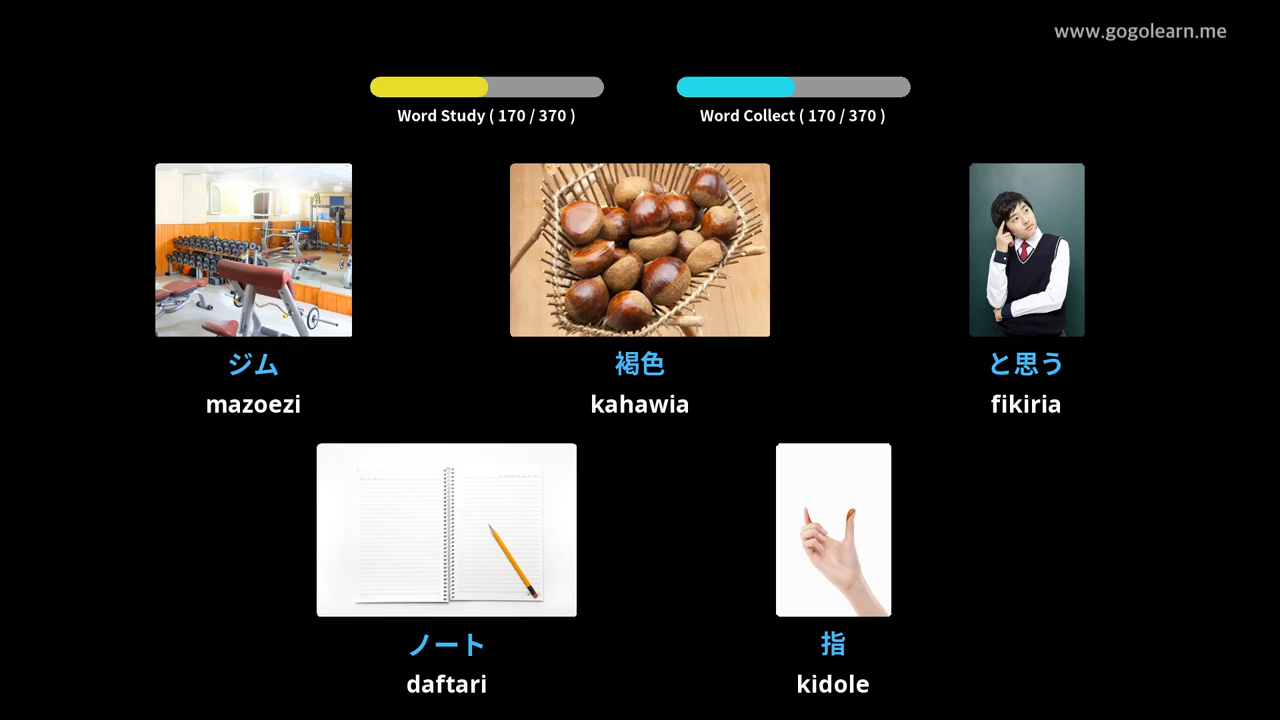 www.gogolearn.me
Word Study ( 170 / 370 )
Word Collect ( 170 / 370 )
ジム
mazoezi
褐色
kahawia
と思う
fikiria
ノート
daftari
指
kidole